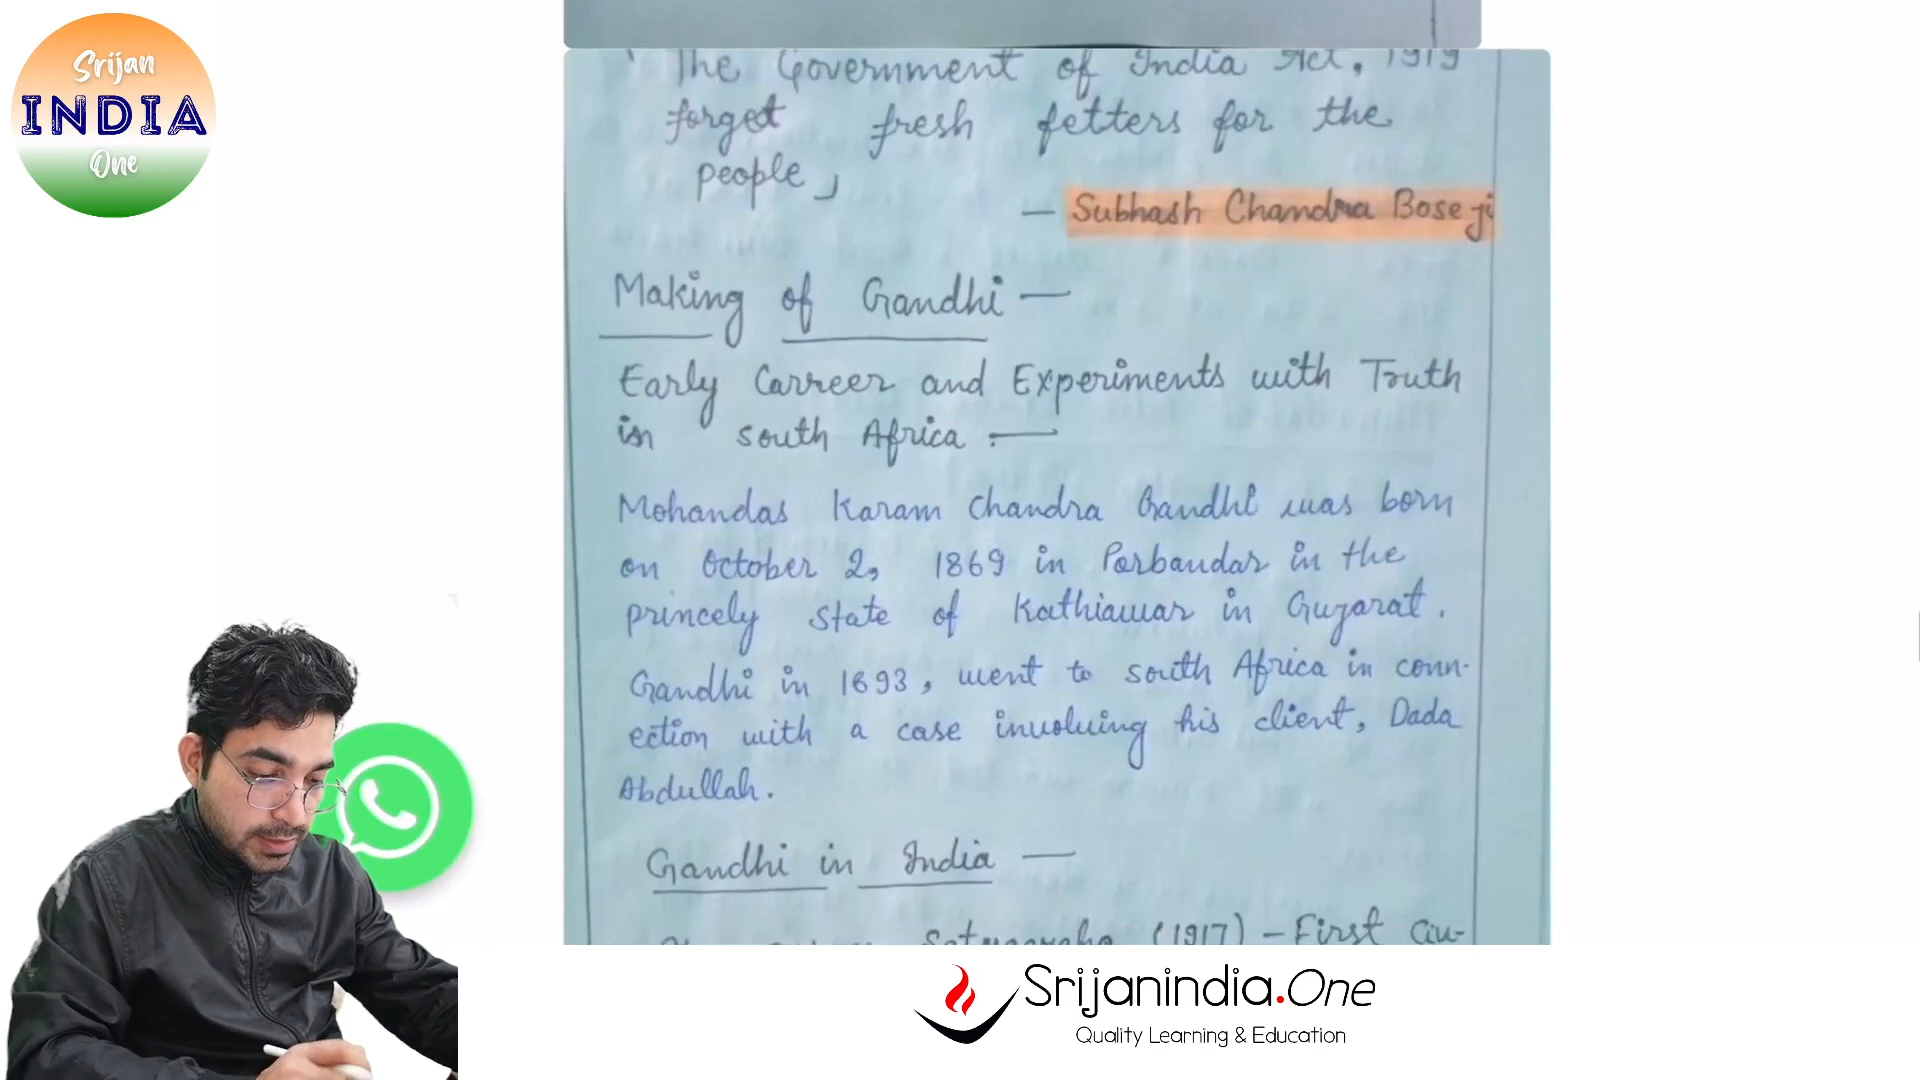 Srijan
INDIA
One
The Government of India Act, 1919
forget fresh fetters for the
people
— Subhash Chandra Bose ji
Making of Gandhi —
Early Carreer and Experiments with Truth
in south Africa :—
Mohandas Karam Chandra Gandhi was born
on October 2, 1869 in Porbandar in the
princely state of Kathiawar in Gujarat.
Gandhi in 1893, went to south Africa in conn-
ection with a case involving his client, Dada
Abdullah.
Gandhi in India —
Satyagraha (1917) – First Civ-
Srijanindia.One
Quality Learning & Education